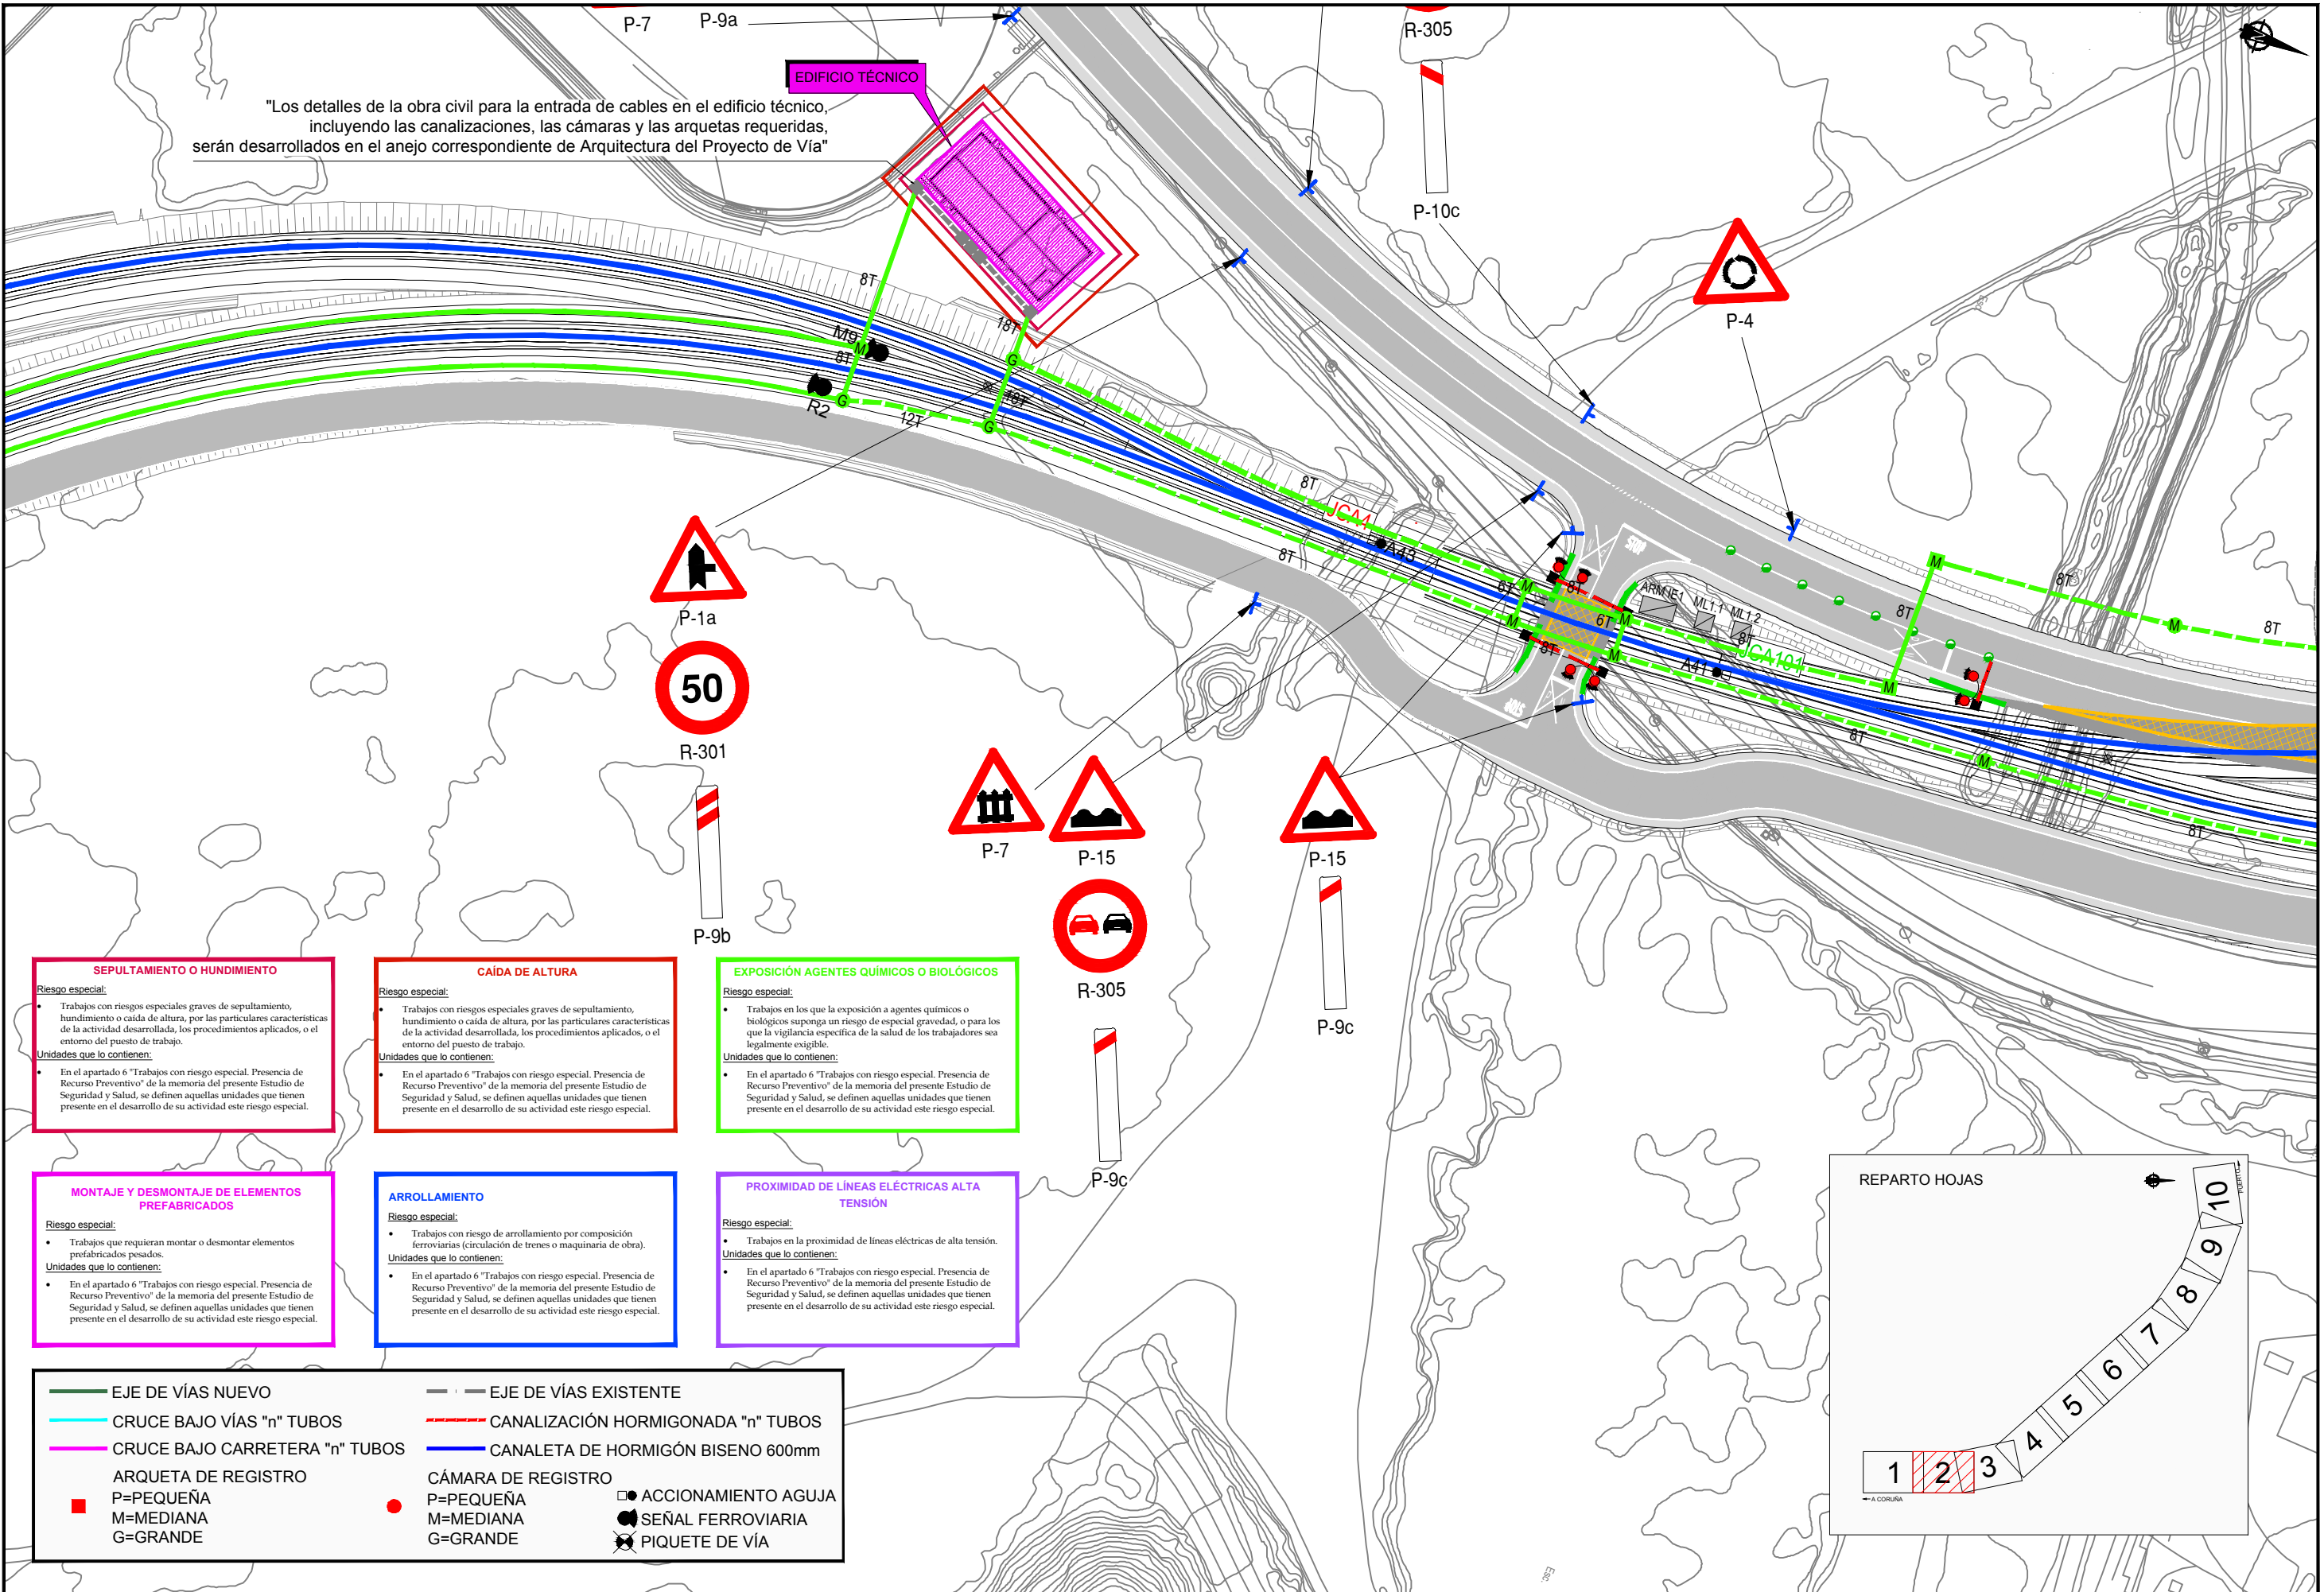 P-7
P-9a
R-305
EDIFICIO TÉCNICO
"Los detalles de la obra civil para la entrada de cables en el edificio técnico,
incluyendo las canalizaciones, las cámaras y las arquetas requeridas,
serán desarrollados en el anejo correspondiente de Arquitectura del Proyecto de Vía"
P-10c
P-4
8T
18T
M9
M
8T
G
18T
R2
G
12T
G
8T
JCA4
A43
8T
STOP
M
6T
8T
M
M
6T
8T
M
ARM.IE1
ML1.1
ML1.2
8T
JCA101
A41
M
8T
M
8T
M
8T
8T
M
8T
STOP
P-1a
50
R-301
P-9b
P-7
P-15
R-305
P-9c
P-15
P-9c
SEPULTAMIENTO O HUNDIMIENTO
Riesgo especial:
• Trabajos con riesgos especiales graves de sepultamiento,
hundimiento o caída de altura, por las particulares características
de la actividad desarrollada, los procedimientos aplicados, o el
entorno del puesto de trabajo.
Unidades que lo contienen:
• En el apartado 6 "Trabajos con riesgo especial. Presencia de
Recurso Preventivo" de la memoria del presente Estudio de
Seguridad y Salud, se definen aquellas unidades que tienen
presente en el desarrollo de su actividad este riesgo especial.
CAÍDA DE ALTURA
Riesgo especial:
• Trabajos con riesgos especiales graves de sepultamiento,
hundimiento o caída de altura, por las particulares características
de la actividad desarrollada, los procedimientos aplicados, o el
entorno del puesto de trabajo.
Unidades que lo contienen:
• En el apartado 6 "Trabajos con riesgo especial. Presencia de
Recurso Preventivo" de la memoria del presente Estudio de
Seguridad y Salud, se definen aquellas unidades que tienen
presente en el desarrollo de su actividad este riesgo especial.
EXPOSICIÓN AGENTES QUÍMICOS O BIOLÓGICOS
Riesgo especial:
• Trabajos en los que la exposición a agentes químicos o
biológicos suponga un riesgo de especial gravedad, o para los
que la vigilancia específica de la salud de los trabajadores sea
legalmente exigible.
Unidades que lo contienen:
• En el apartado 6 "Trabajos con riesgo especial. Presencia de
Recurso Preventivo" de la memoria del presente Estudio de
Seguridad y Salud, se definen aquellas unidades que tienen
presente en el desarrollo de su actividad este riesgo especial.
MONTAJE Y DESMONTAJE DE ELEMENTOS
PREFABRICADOS
Riesgo especial:
• Trabajos que requieran montar o desmontar elementos
prefabricados pesados.
Unidades que lo contienen:
• En el apartado 6 "Trabajos con riesgo especial. Presencia de
Recurso Preventivo" de la memoria del presente Estudio de
Seguridad y Salud, se definen aquellas unidades que tienen
presente en el desarrollo de su actividad este riesgo especial.
ARROLLAMIENTO
Riesgo especial:
• Trabajos con riesgo de arrollamiento por composición
ferroviarias (circulación de trenes o maquinaria de obra).
Unidades que lo contienen:
• En el apartado 6 "Trabajos con riesgo especial. Presencia de
Recurso Preventivo" de la memoria del presente Estudio de
Seguridad y Salud, se definen aquellas unidades que tienen
presente en el desarrollo de su actividad este riesgo especial.
PROXIMIDAD DE LÍNEAS ELÉCTRICAS ALTA
TENSIÓN
Riesgo especial:
• Trabajos en la proximidad de líneas eléctricas de alta tensión.
Unidades que lo contienen:
• En el apartado 6 "Trabajos con riesgo especial. Presencia de
Recurso Preventivo" de la memoria del presente Estudio de
Seguridad y Salud, se definen aquellas unidades que tienen
presente en el desarrollo de su actividad este riesgo especial.
EJE DE VÍAS NUEVO
CRUCE BAJO VÍAS "n" TUBOS
CRUCE BAJO CARRETERA "n" TUBOS
EJE DE VÍAS EXISTENTE
CANALIZACIÓN HORMIGONADA "n" TUBOS
CANALETA DE HORMIGÓN BISENO 600mm
ARQUETA DE REGISTRO
P=PEQUEÑA
M=MEDIANA
G=GRANDE
CÁMARA DE REGISTRO
P=PEQUEÑA
M=MEDIANA
G=GRANDE
ACCIONAMIENTO AGUJA
SEÑAL FERROVIARIA
PIQUETE DE VÍA
REPARTO HOJAS
1
2
3
4
5
6
7
8
9
10
A CORUÑA
PUERTO